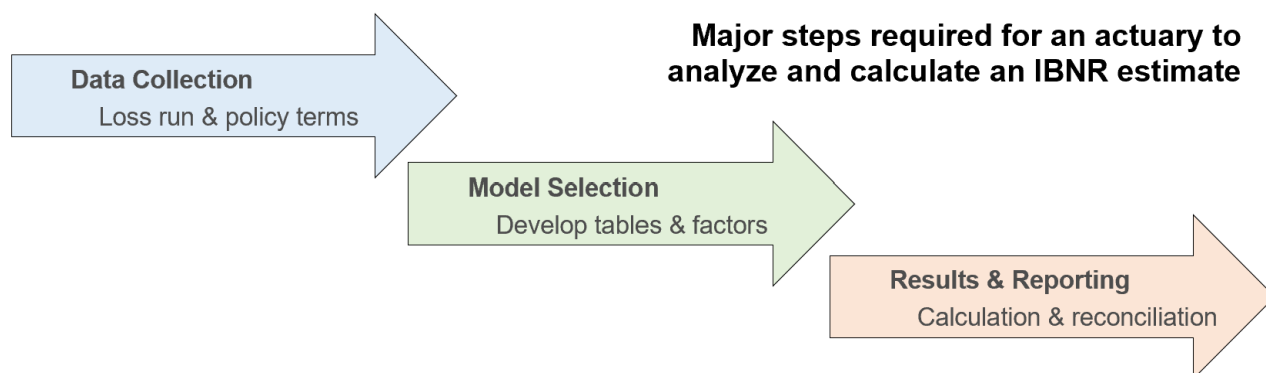 Major steps required for an actuary to
analyze and calculate an IBNR estimate
Data Collection
Loss run & policy terms
Model Selection
Develop tables & factors
Results & Reporting
Calculation & reconciliation